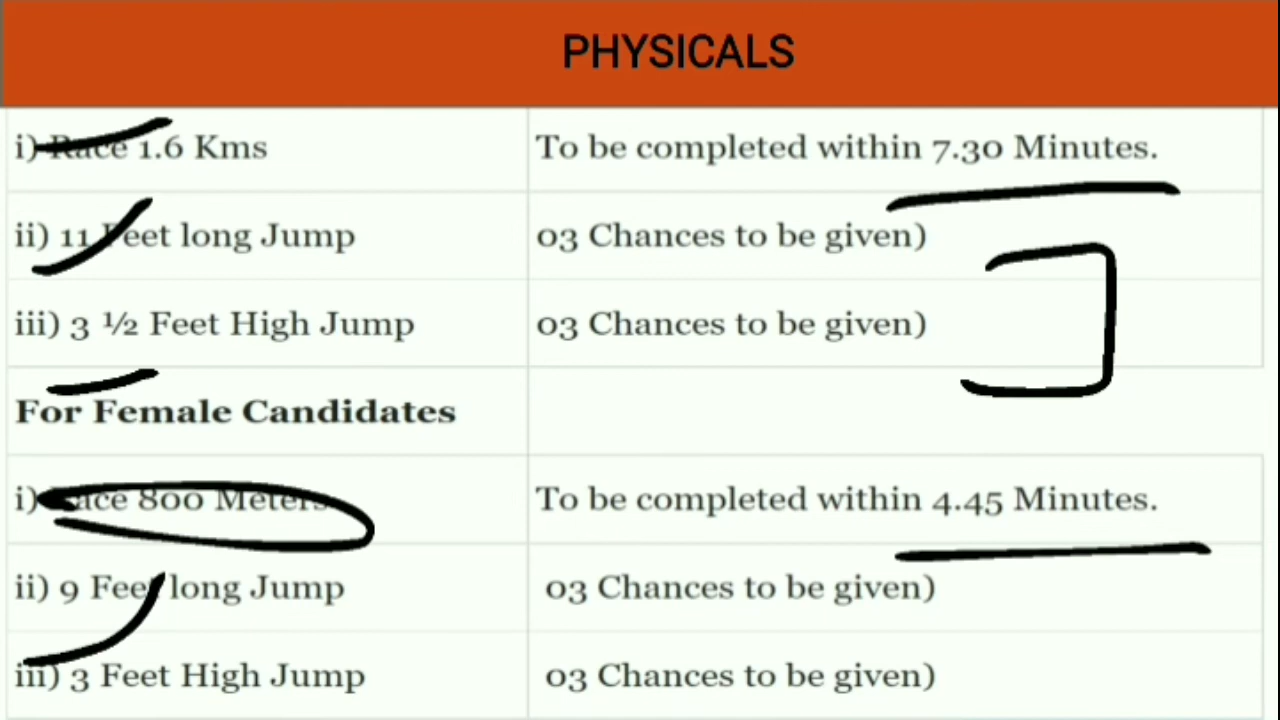 PHYSICALS
i) Race 1.6 Kms To be completed within 7.30 Minutes.
ii) 11 Feet long Jump 03 Chances to be given)
iii) 3 ½ Feet High Jump 03 Chances to be given)
For Female Candidates
i) Race 800 Meters To be completed within 4.45 Minutes.
ii) 9 Feet long Jump 03 Chances to be given)
iii) 3 Feet High Jump 03 Chances to be given)